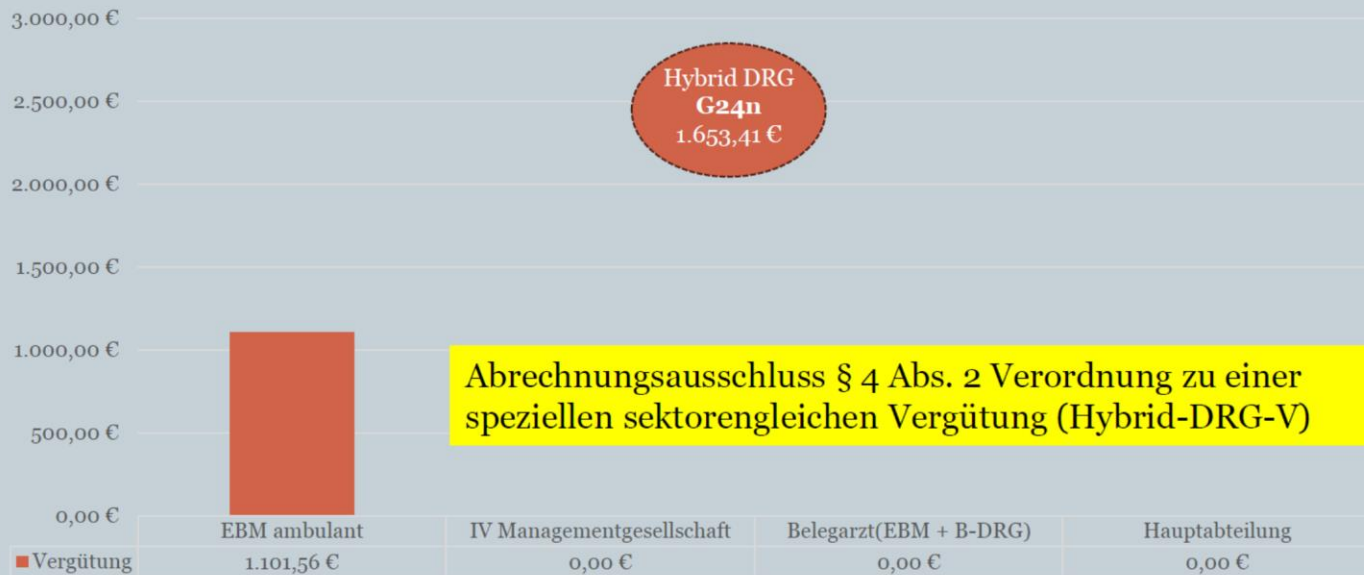 3.000,00 €
Hybrid DRG
G24n
1.653,41 €
2.500,00 €
2.000,00 €
1.500,00 €
1.000,00 €
Abrechnungsausschluss § 4 Abs. 2 Verordnung zu einer
speziellen sektorengleichen Vergütung (Hybrid-DRG-V)
500,00 €
0,00 €
EBM ambulant IV Managementgesellschaft Belegarzt(EBM + B-DRG) Hauptabteilung
Vergütung 1.101,56 € 0,00 € 0,00 € 0,00 €